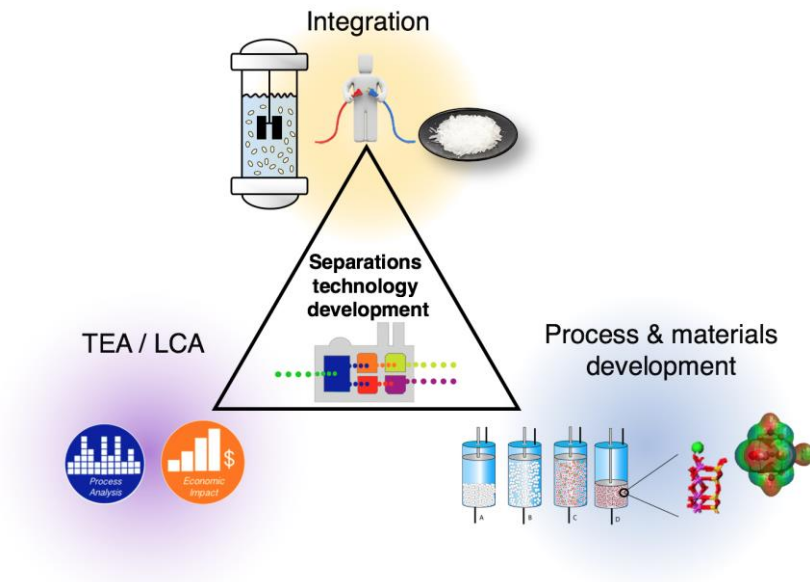 Integration
Separations
technology
development
TEA / LCA
Process & materials
development
Process
Analysis
$
Economic
Impact
A
B
C
D